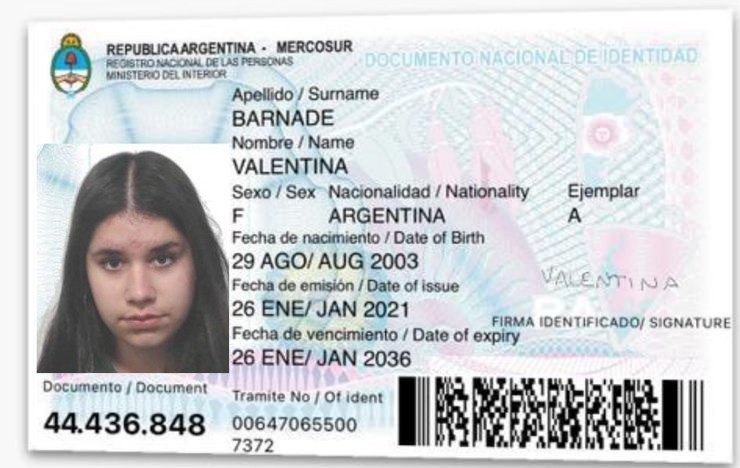 REPUBLICA ARGENTINA - MERCOSUR
REGISTRO NACIONAL DE LAS PERSONAS
MINISTERIO DEL INTERIOR
DOCUMENTO NACIONAL DE IDENTIDAD
Apellido / Surname
BARNADE
Nombre / Name
VALENTINA
Sexo / Sex Nacionalidad / Nationality Ejemplar
F ARGENTINA A
Fecha de nacimiento / Date of Birth
29 AGO/ AUG 2003
Fecha de emisión / Date of issue
26 ENE/ JAN 2021
VALENTINA
FIRMA IDENTIFICADO/ SIGNATURE
Fecha de vencimiento / Date of expiry
26 ENE/ JAN 2036
Documento / Document
44.436.848
Tramite No / Of ident
00647065500
7372